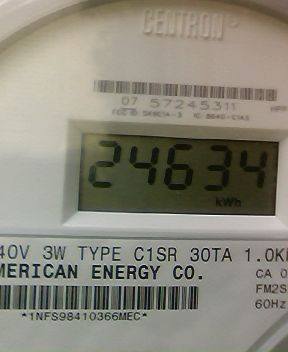 CENTRON
07 57245311
24634
kWh
40V 3W TYPE C1SR 30TA 1.0K
MERICAN ENERGY CO.
CA 0
FM2S
60Hz
*1NFS98410366MEC*